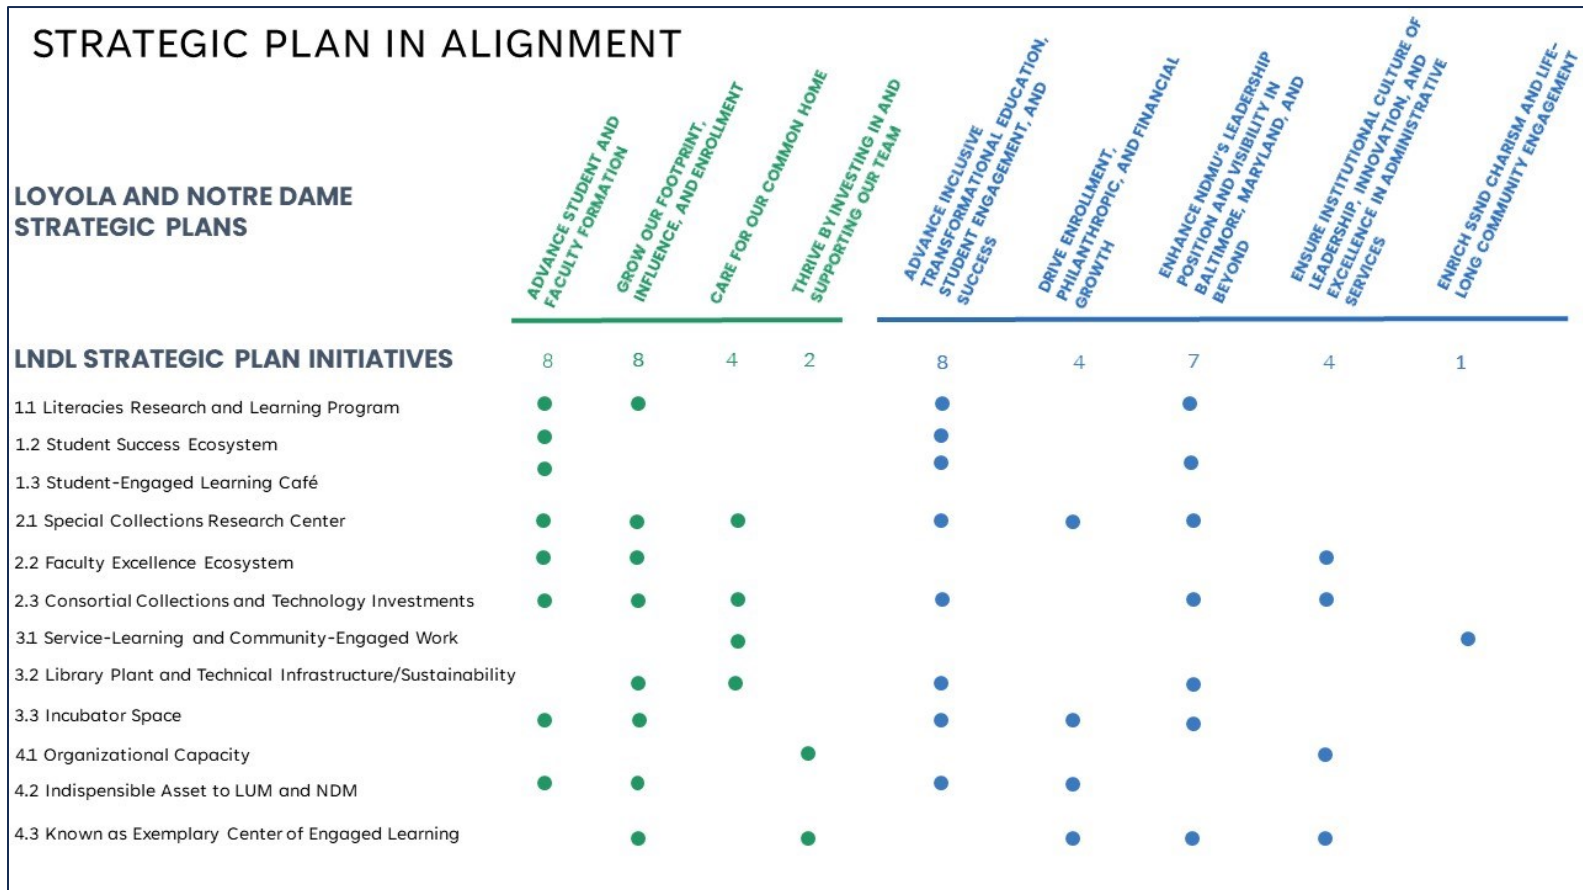 STRATEGIC PLAN IN ALIGNMENT
LOYOLA AND NOTRE DAME
STRATEGIC PLANS
ADVANCE STUDENT AND
FACULTY FORMATION
GROW OUR FOOTPRINT,
INFLUENCE, AND ENROLLMENT
CARE FOR OUR COMMON HOME
THRIVE BY INVESTING IN AND
SUPPORTING OUR TEAM
ADVANCE INCLUSIVE
TRANSFORMATIONAL EDUCATION,
STUDENT ENGAGEMENT, AND
SUCCESS
DRIVE ENROLLMENT,
PHILANTHROPIC, AND FINANCIAL
GROWTH
ENHANCE NDMU'S LEADERSHIP
POSITION AND VISIBILITY IN
BALTIMORE, MARYLAND, AND
BEYOND
ENSURE INSTITUTIONAL CULTURE OF
LEADERSHIP, INNOVATION, AND
EXCELLENCE IN ADMINISTRATIVE
SERVICES
ENRICH SSND CHARISM AND LIFE-
LONG COMMUNITY ENGAGEMENT
LNDL STRATEGIC PLAN INITIATIVES 8 8 4 2 8 4 7 4 1
1.1 Literacies Research and Learning Program
1.2 Student Success Ecosystem
1.3 Student-Engaged Learning Café
2.1 Special Collections Research Center
2.2 Faculty Excellence Ecosystem
2.3 Consortial Collections and Technology Investments
3.1 Service-Learning and Community-Engaged Work
3.2 Library Plant and Technical Infrastructure/Sustainability
3.3 Incubator Space
4.1 Organizational Capacity
4.2 Indispensible Asset to LUM and NDM
4.3 Known as Exemplary Center of Engaged Learning